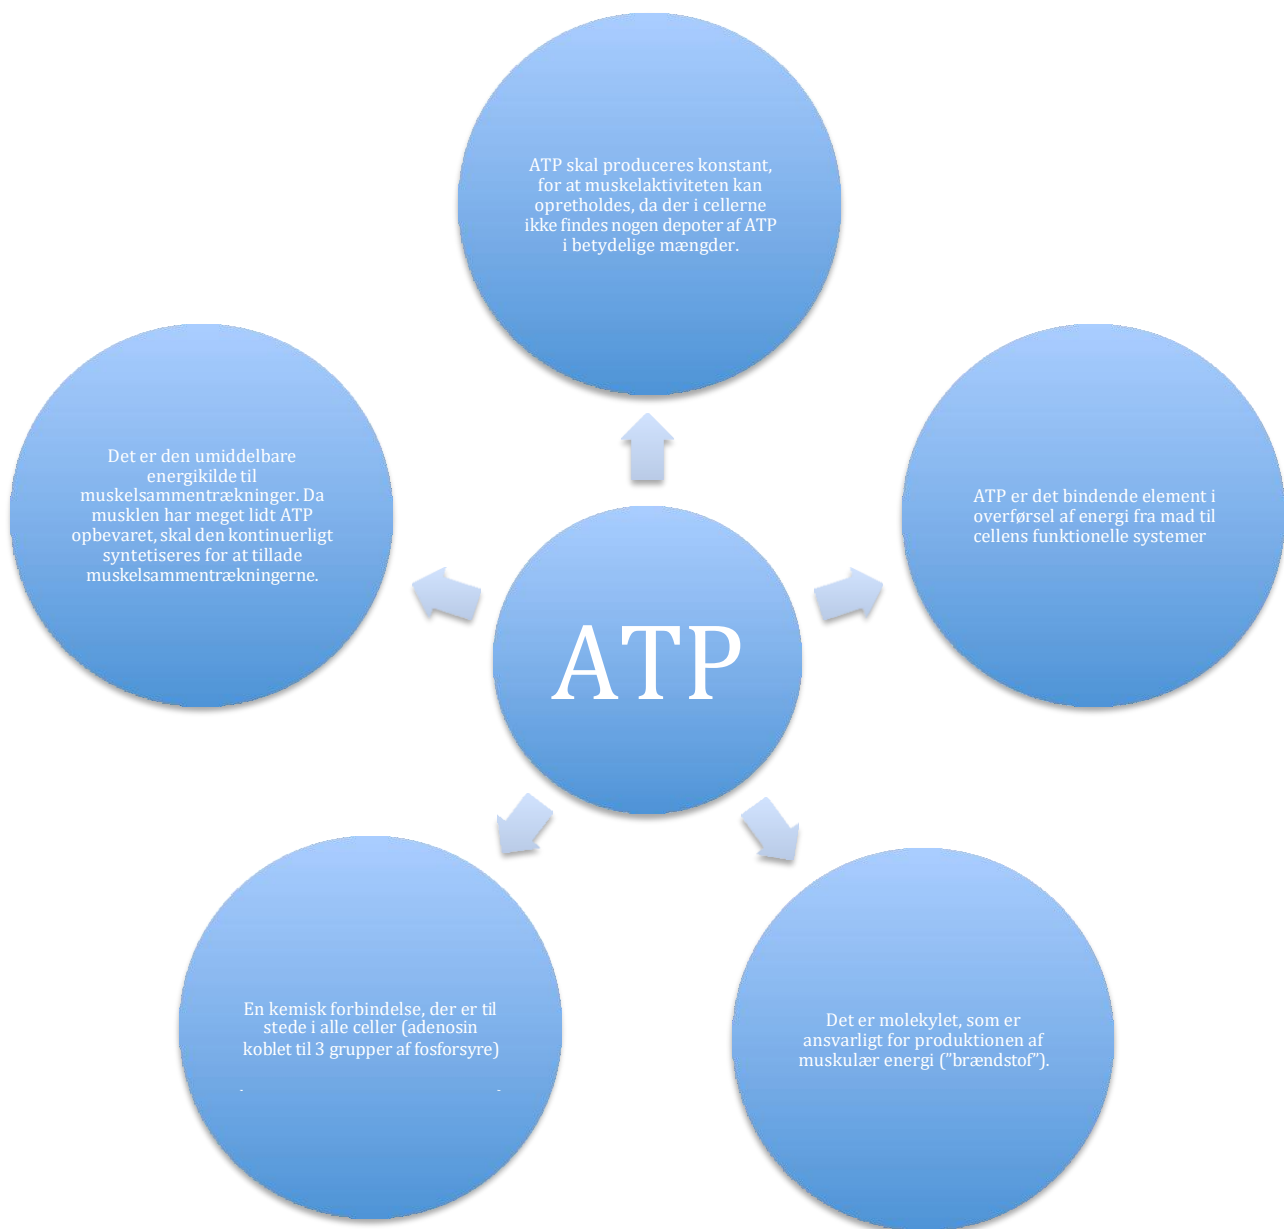 ATP skal produceres konstant,
for at muskelaktiviteten kan
opretholdes, da der i cellerne
ikke findes nogen depoter af ATP
i betydelige mængder.
Det er den umiddelbare
energikilde til
muskelsammentrækninger. Da
musklen har meget lidt ATP
opbevaret, skal den kontinuerligt
syntetiseres for at tillade
muskelsammentrækningerne.
ATP er det bindende element i
overførsel af energi fra mad til
cellens funktionelle systemer
ATP
En kemisk forbindelse, der er til
stede i alle celler (adenosin
koblet til 3 grupper af fosforsyre)
Det er molekylet, som er
ansvarligt for produktionen af
muskulær energi (”brændstof”).